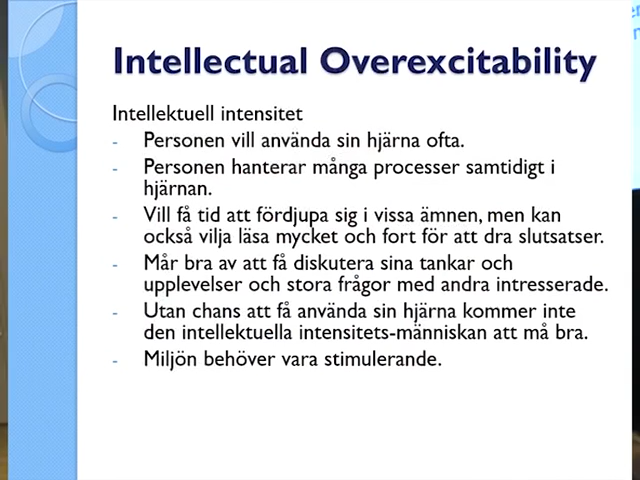 Intellectual Overexcitability
Intellektuell intensitet
- Personen vill använda sin hjärna ofta.
- Personen hanterar många processer samtidigt i
hjärnan.
- Vill få tid att fördjupa sig i vissa ämnen, men kan
också vilja läsa mycket och fort för att dra slutsatser.
- Mår bra av att få diskutera sina tankar och
upplevelser och stora frågor med andra intresserade.
- Utan chans att få använda sin hjärna kommer inte
den intellektuella intensitets-människan att må bra.
- Miljön behöver vara stimulerande.